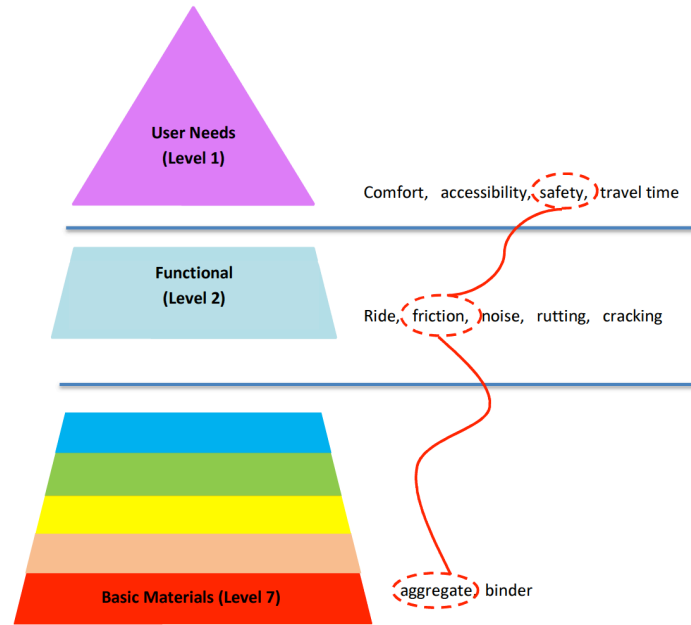 User Needs
(Level 1)
Comfort, accessibility, safety, travel time
Functional
(Level 2)
Ride, friction, noise, rutting, cracking
Basic Materials (Level 7)
aggregate, binder